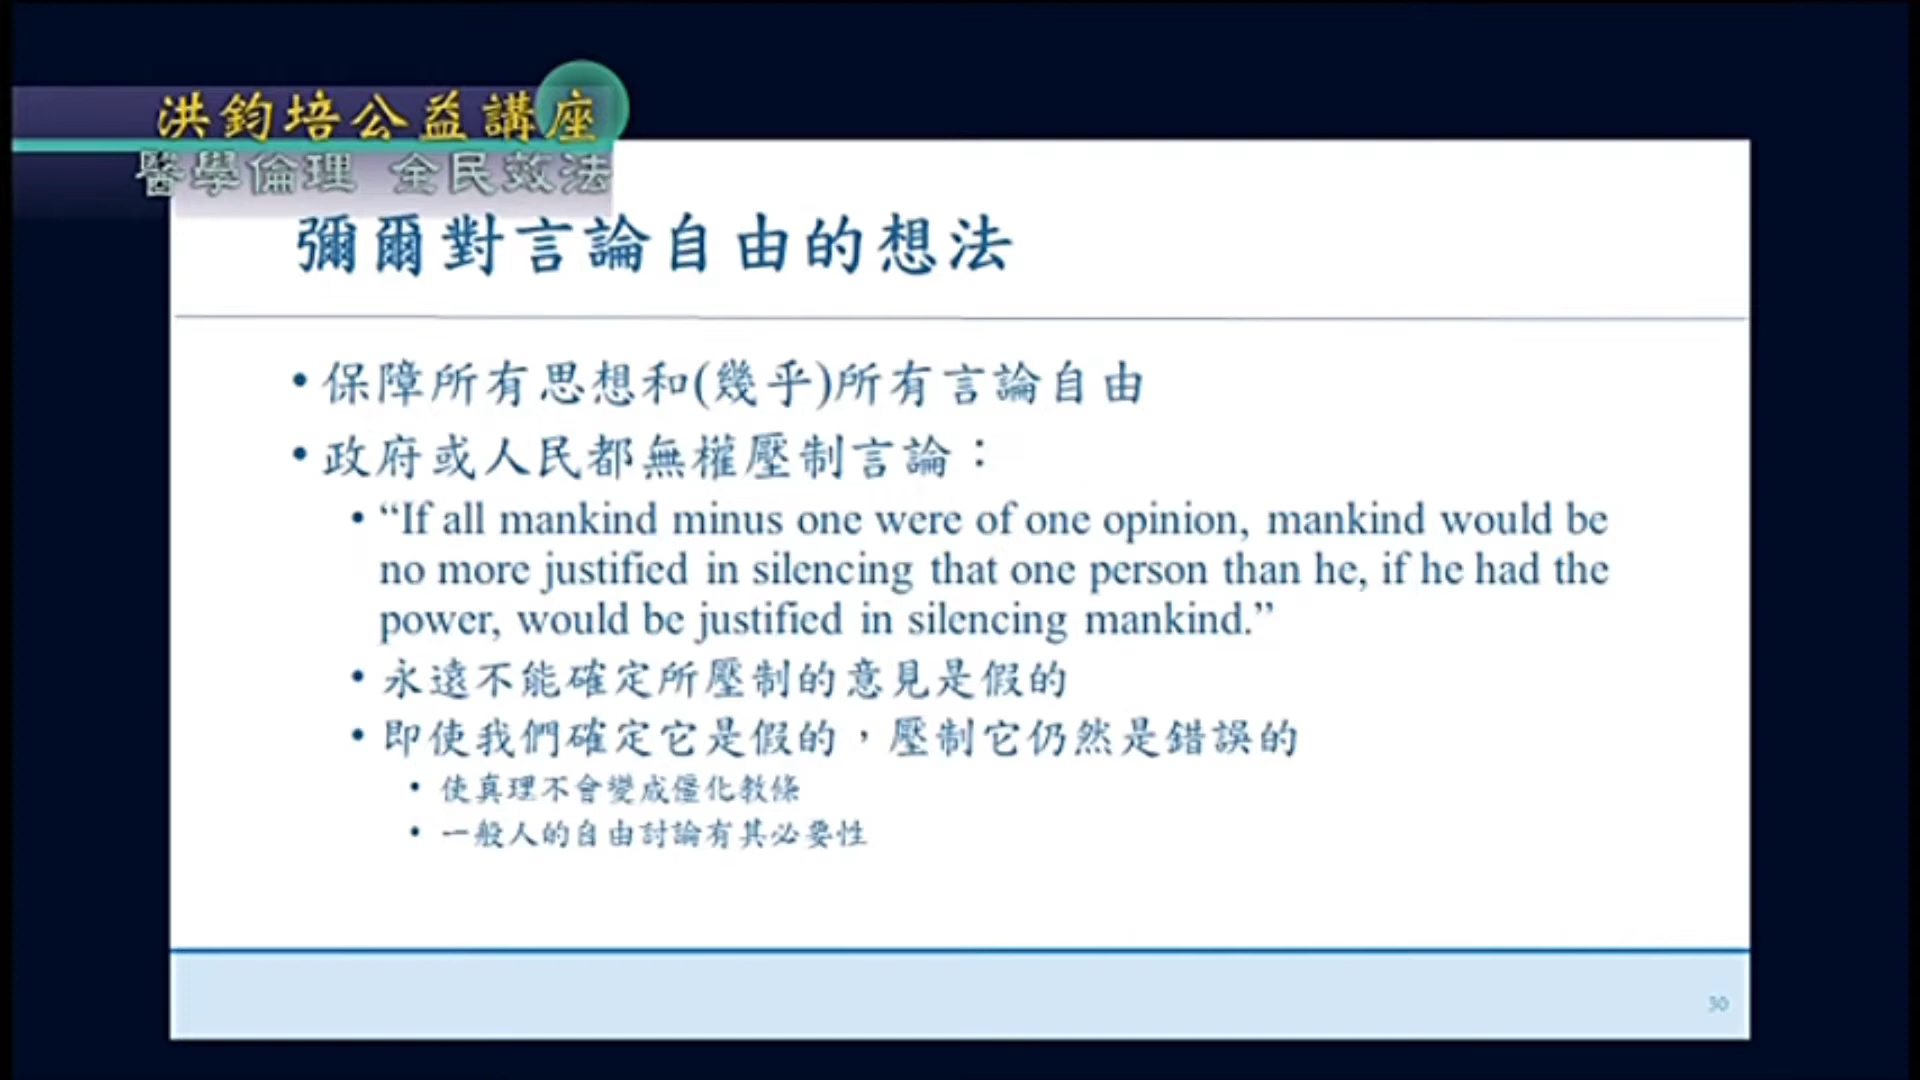 洪鈞培公益講座
醫學倫理 全民效法
彌爾對言論自由的想法
•保障所有思想和(幾乎)所有言論自由
•政府或人民都無權壓制言論：
•“If all mankind minus one were of one opinion, mankind would be
no more justified in silencing that one person than he, if he had the
power, would be justified in silencing mankind.”
•永遠不能確定所壓制的意見是假的
•即使我們確定它是假的，壓制它仍然是錯誤的
•使真理不會變成僵化教條
•一般人的自由討論有其必要性
30